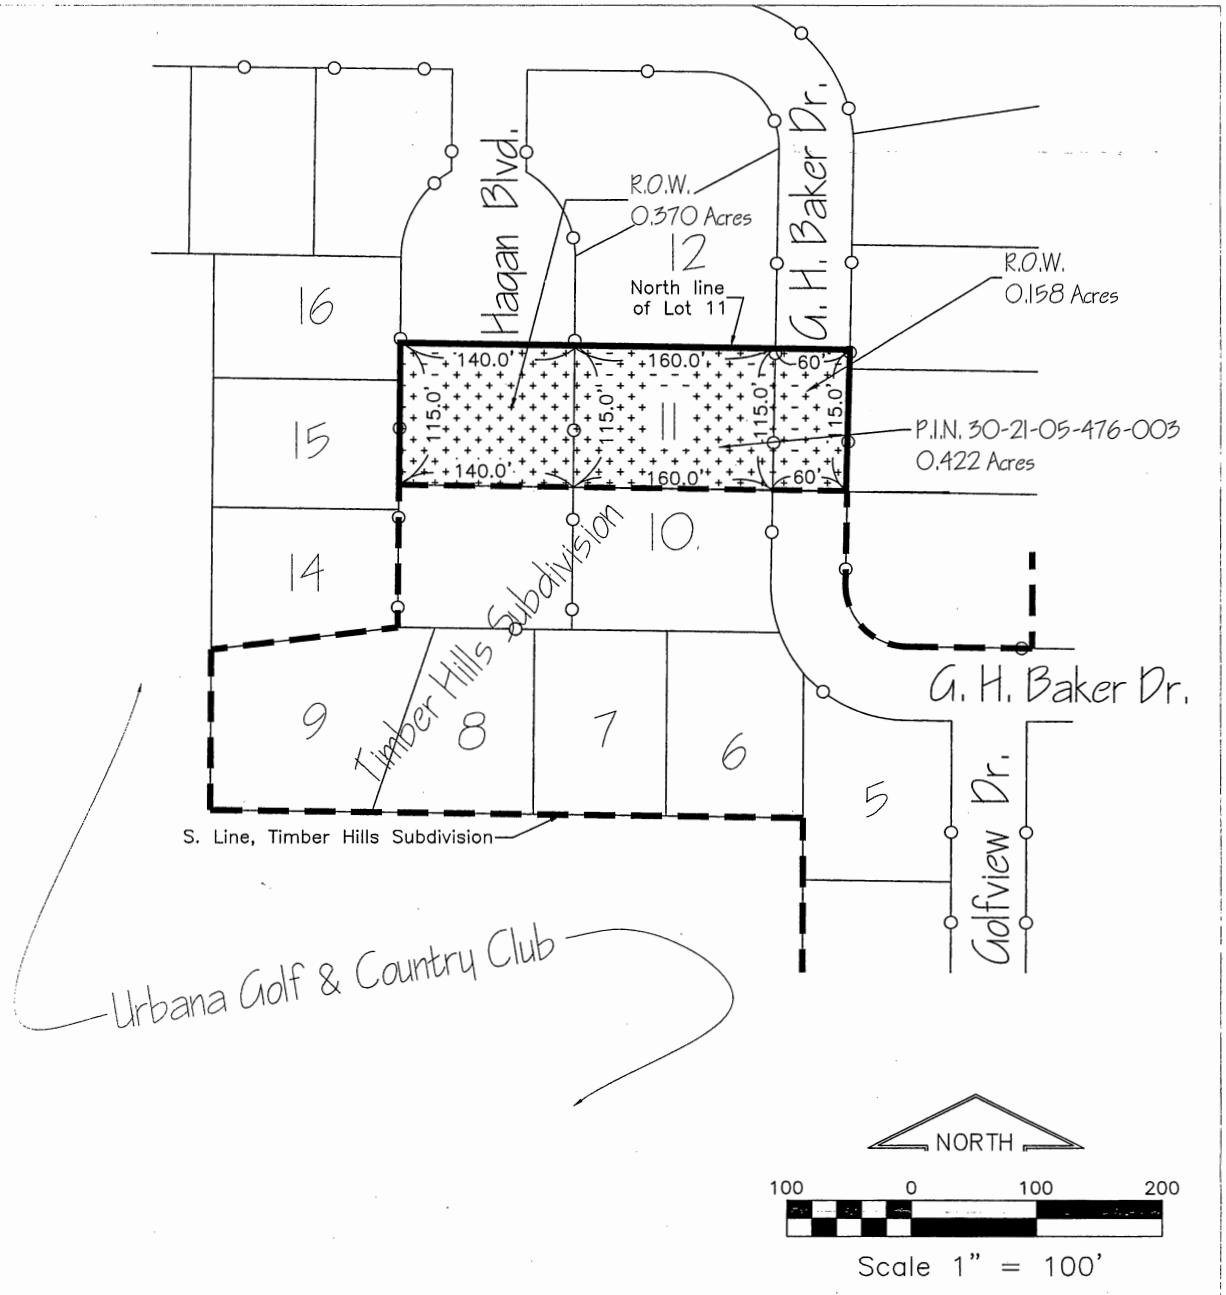 Hagan Blvd.
G. H. Baker Dr.
R.O.W.
0.370 Acres
12
R.O.W.
0.158 Acres
North line
of Lot 11
16
140.0'
160.0'
60'
115.0'
115.0'
115.0'
115.0'
11
15
P.I.N. 30-21-05-476-003
0.422 Acres
140.0'
160.0'
60'
10.
14
Timber Hills Subdivision
9
8
7
6
5
G. H. Baker Dr.
Golfview Dr.
S. Line, Timber Hills Subdivision
Urbana Golf & Country Club
NORTH
100 0 100 200
Scale 1" = 100'